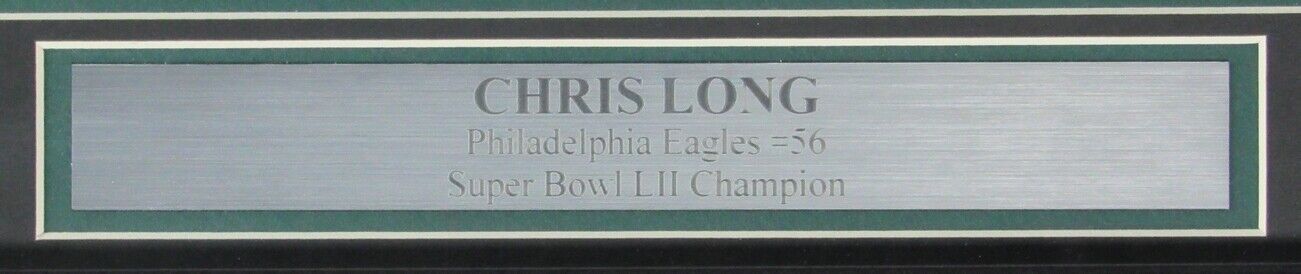 CHRIS LONG
Philadelphia Eagles =56
Super Bowl LII Champion